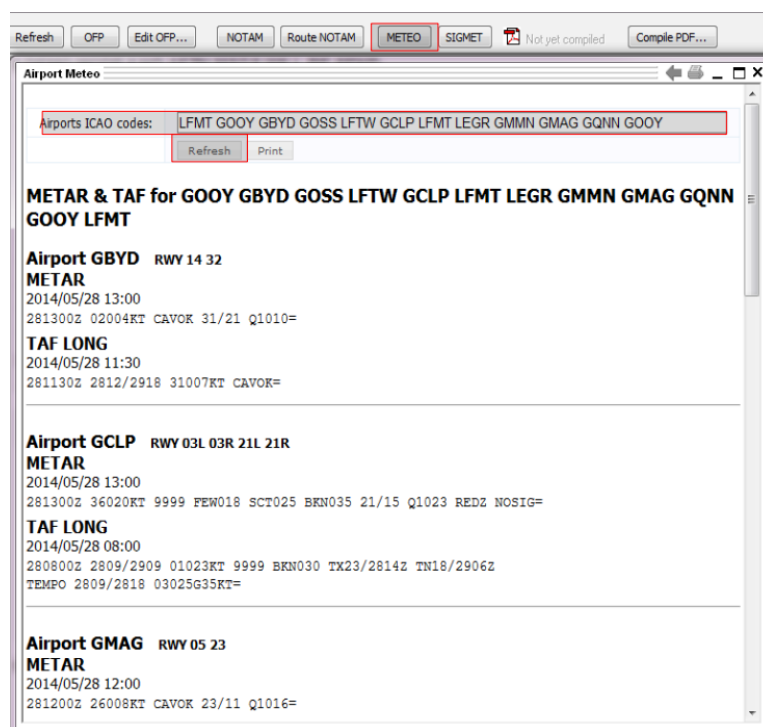 Refresh OFP Edit OFP... NOTAM Route NOTAM METEO SIGMET Not yet compiled Compile PDF...
Airport Meteo
Airports ICAO codes: LFMT GOOY GBYD GOSS LFTW GCLP LFMT LEGR GMMN GMAG GQNN GOOY
Refresh Print
METAR & TAF for GOOY GBYD GOSS LFTW GCLP LFMT LEGR GMMN GMAG GQNN
GOOY LFMT
Airport GBYD RWY 14 32
METAR
2014/05/28 13:00
281300Z 02004KT CAVOK 31/21 Q1010=
TAF LONG
2014/05/28 11:30
281130Z 2812/2918 31007KT CAVOK=
Airport GCLP RWY 03L 03R 21L 21R
METAR
2014/05/28 13:00
281300Z 36020KT 9999 FEW018 SCT025 BKN035 21/15 Q1023 REDZ NOSIG=
TAF LONG
2014/05/28 08:00
280800Z 2809/2909 01023KT 9999 BKN030 TX23/2814Z TN18/2906Z
TEMPO 2809/2818 03025G35KT=
Airport GMAG RWY 05 23
METAR
2014/05/28 12:00
281200Z 26008KT CAVOK 23/11 Q1016=